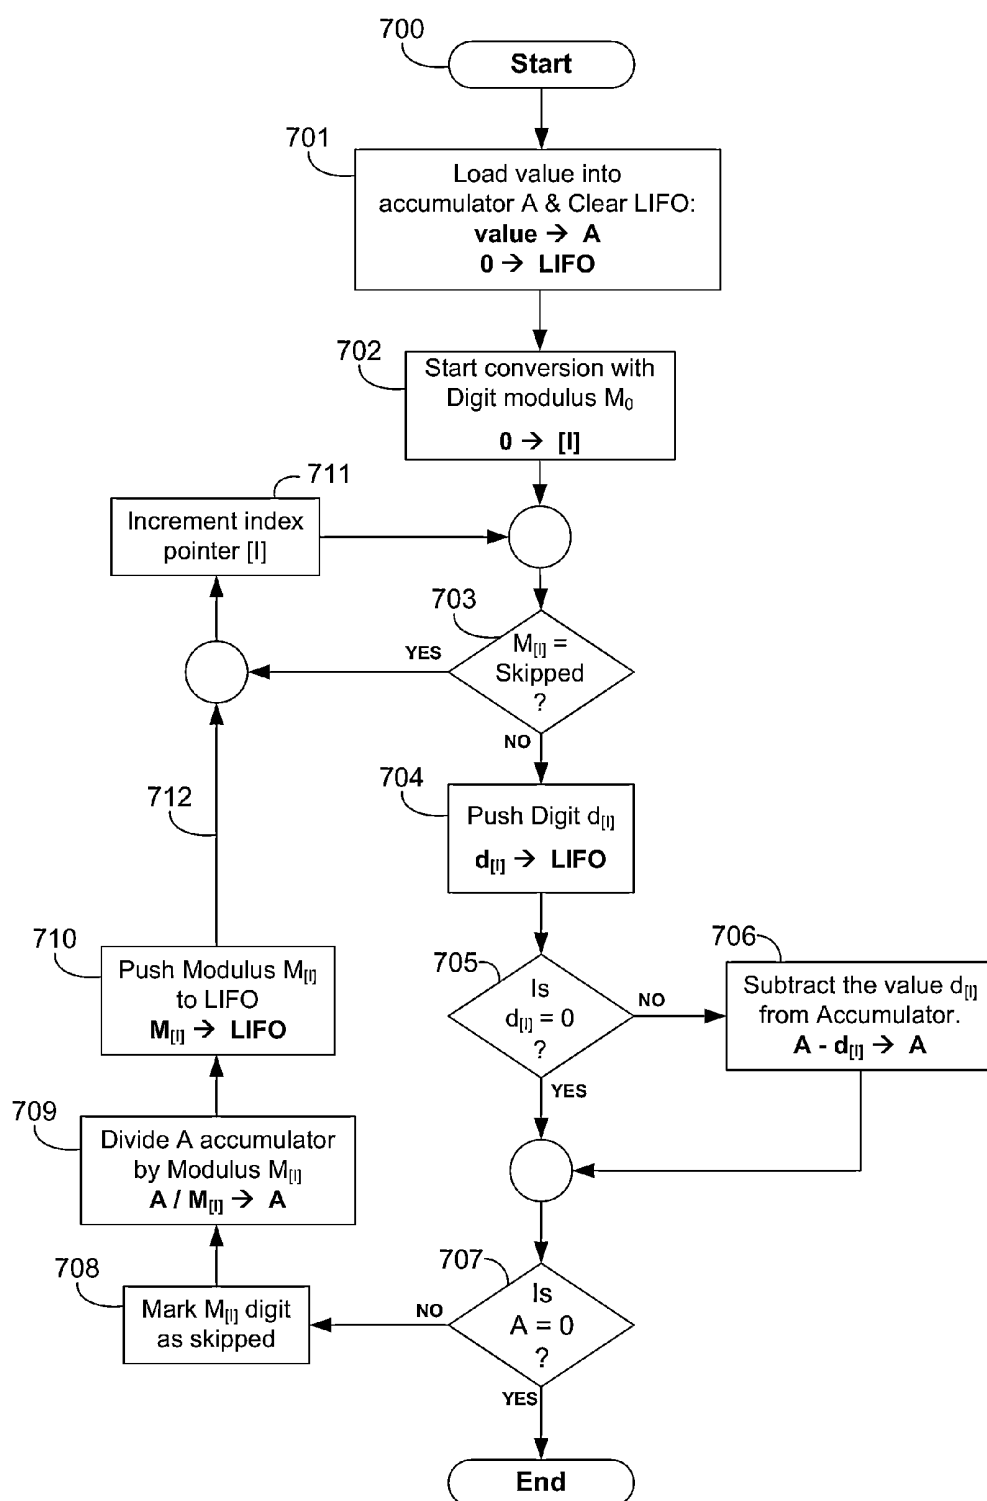 700
Start
701
Load value into
accumulator A & Clear LIFO:
value → A
0 → LIFO
702
Start conversion with
Digit modulus M₀
0 → [I]
711
Increment index
pointer [I]
703
M[I] =
Skipped
?
YES
NO
704
Push Digit d[I]
d[I] → LIFO
712
705
Is
d[I] = 0
?
NO
YES
706
Subtract the value d[I]
from Accumulator.
A - d[I] → A
710
Push Modulus M[I]
to LIFO
M[I] → LIFO
709
Divide A accumulator
by Modulus M[I]
A / M[I] → A
708
Mark M[I] digit
as skipped
707
Is
A = 0
?
NO
YES
End